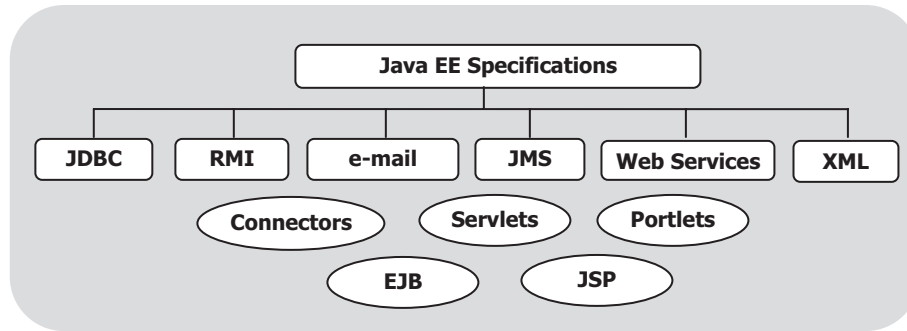 Java EE Specifications
JDBC
RMI
e-mail
JMS
Web Services
XML
Connectors
Servlets
Portlets
EJB
JSP